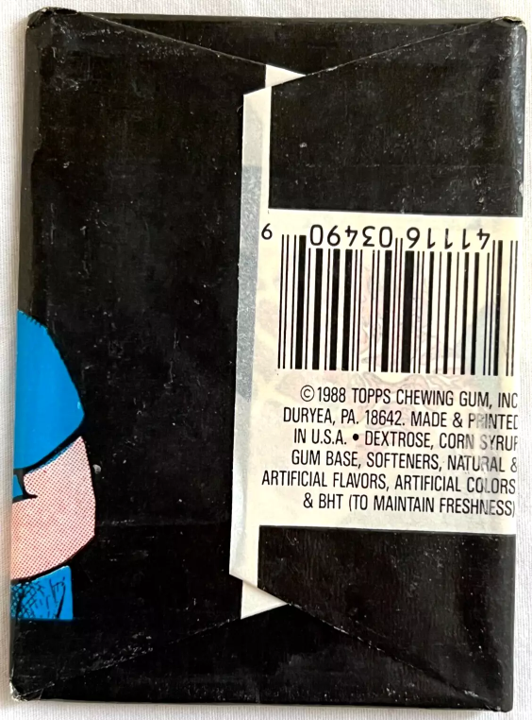 41116 03490 9
© 1988 TOPPS CHEWING GUM, INC
DURYEA, PA. 18642. MADE & PRINTED
IN U.S.A. • DEXTROSE, CORN SYRUP
GUM BASE, SOFTENERS, NATURAL &
ARTIFICIAL FLAVORS, ARTIFICIAL COLORS
& BHT (TO MAINTAIN FRESHNESS)